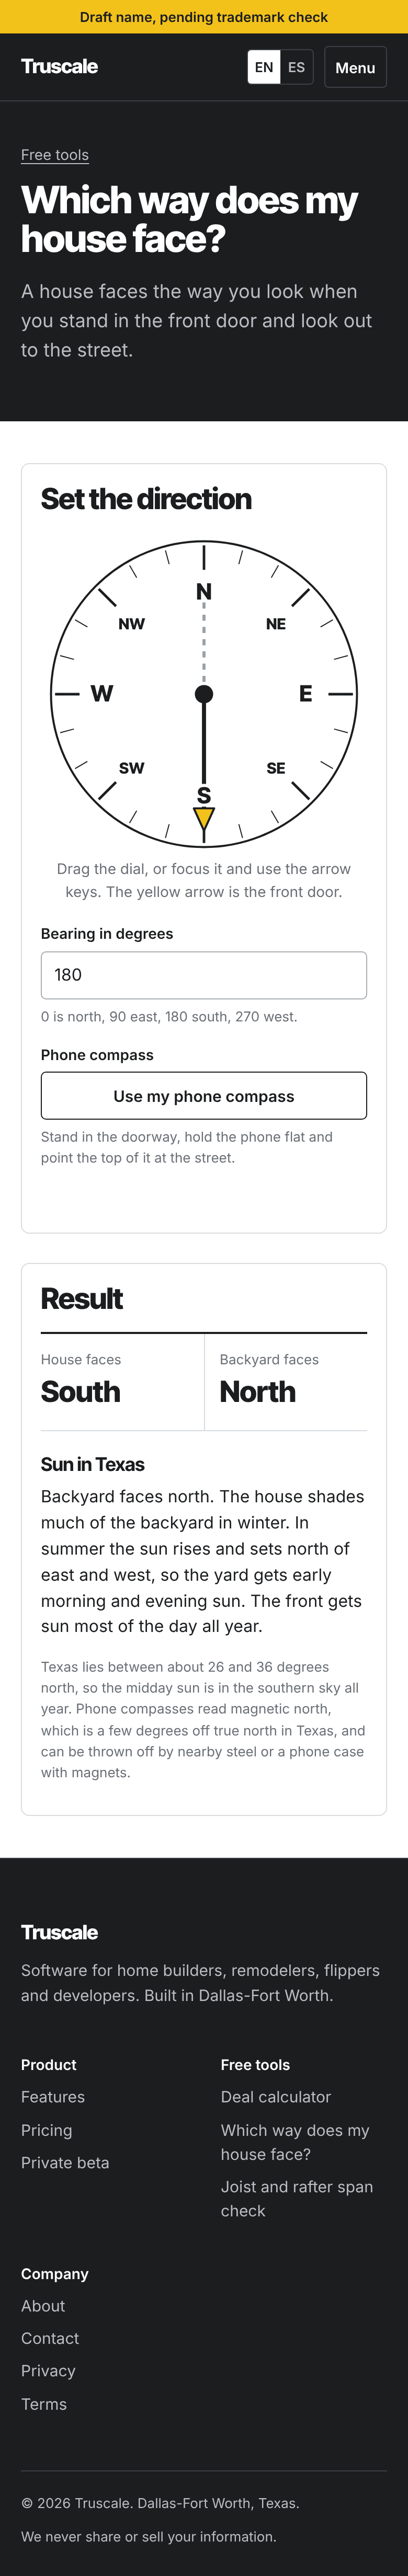 Draft name, pending trademark check
Truscale
EN ES Menu
Free tools
Which way does my
house face?
A house faces the way you look when
you stand in the front door and look out
to the street.
Set the direction
N
NW NE
W E
SW SE
S
Drag the dial, or focus it and use the arrow
keys. The yellow arrow is the front door.
Bearing in degrees
180
0 is north, 90 east, 180 south, 270 west.
Phone compass
Use my phone compass
Stand in the doorway, hold the phone flat and
point the top of it at the street.
Result
House faces
South
Backyard faces
North
Sun in Texas
Backyard faces north. The house shades
much of the backyard in winter. In
summer the sun rises and sets north of
east and west, so the yard gets early
morning and evening sun. The front gets
sun most of the day all year.
Texas lies between about 26 and 36 degrees
north, so the midday sun is in the southern sky all
year. Phone compasses read magnetic north,
which is a few degrees off true north in Texas, and
can be thrown off by nearby steel or a phone case
with magnets.
Truscale
Software for home builders, remodelers, flippers
and developers. Built in Dallas-Fort Worth.
Product
Features
Pricing
Private beta
Free tools
Deal calculator
Which way does my
house face?
Joist and rafter span
check
Company
About
Contact
Privacy
Terms
© 2026 Truscale. Dallas-Fort Worth, Texas.
We never share or sell your information.